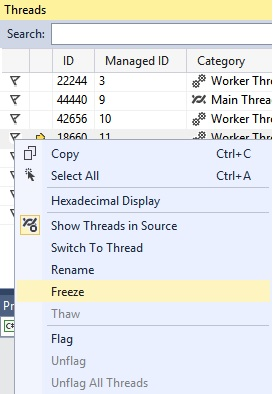 Threads
Search:
ID Managed ID Category
22244 3 Worker Thre
44440 9 Main Threa
42656 10 Worker Thre
18660 11 Worker Thre
Copy Ctrl+C
Select All Ctrl+A
Hexadecimal Display
Show Threads in Source
Switch To Thread
Rename
Freeze
Thaw
Pr
C#
Flag
Unflag
Unflag All Threads